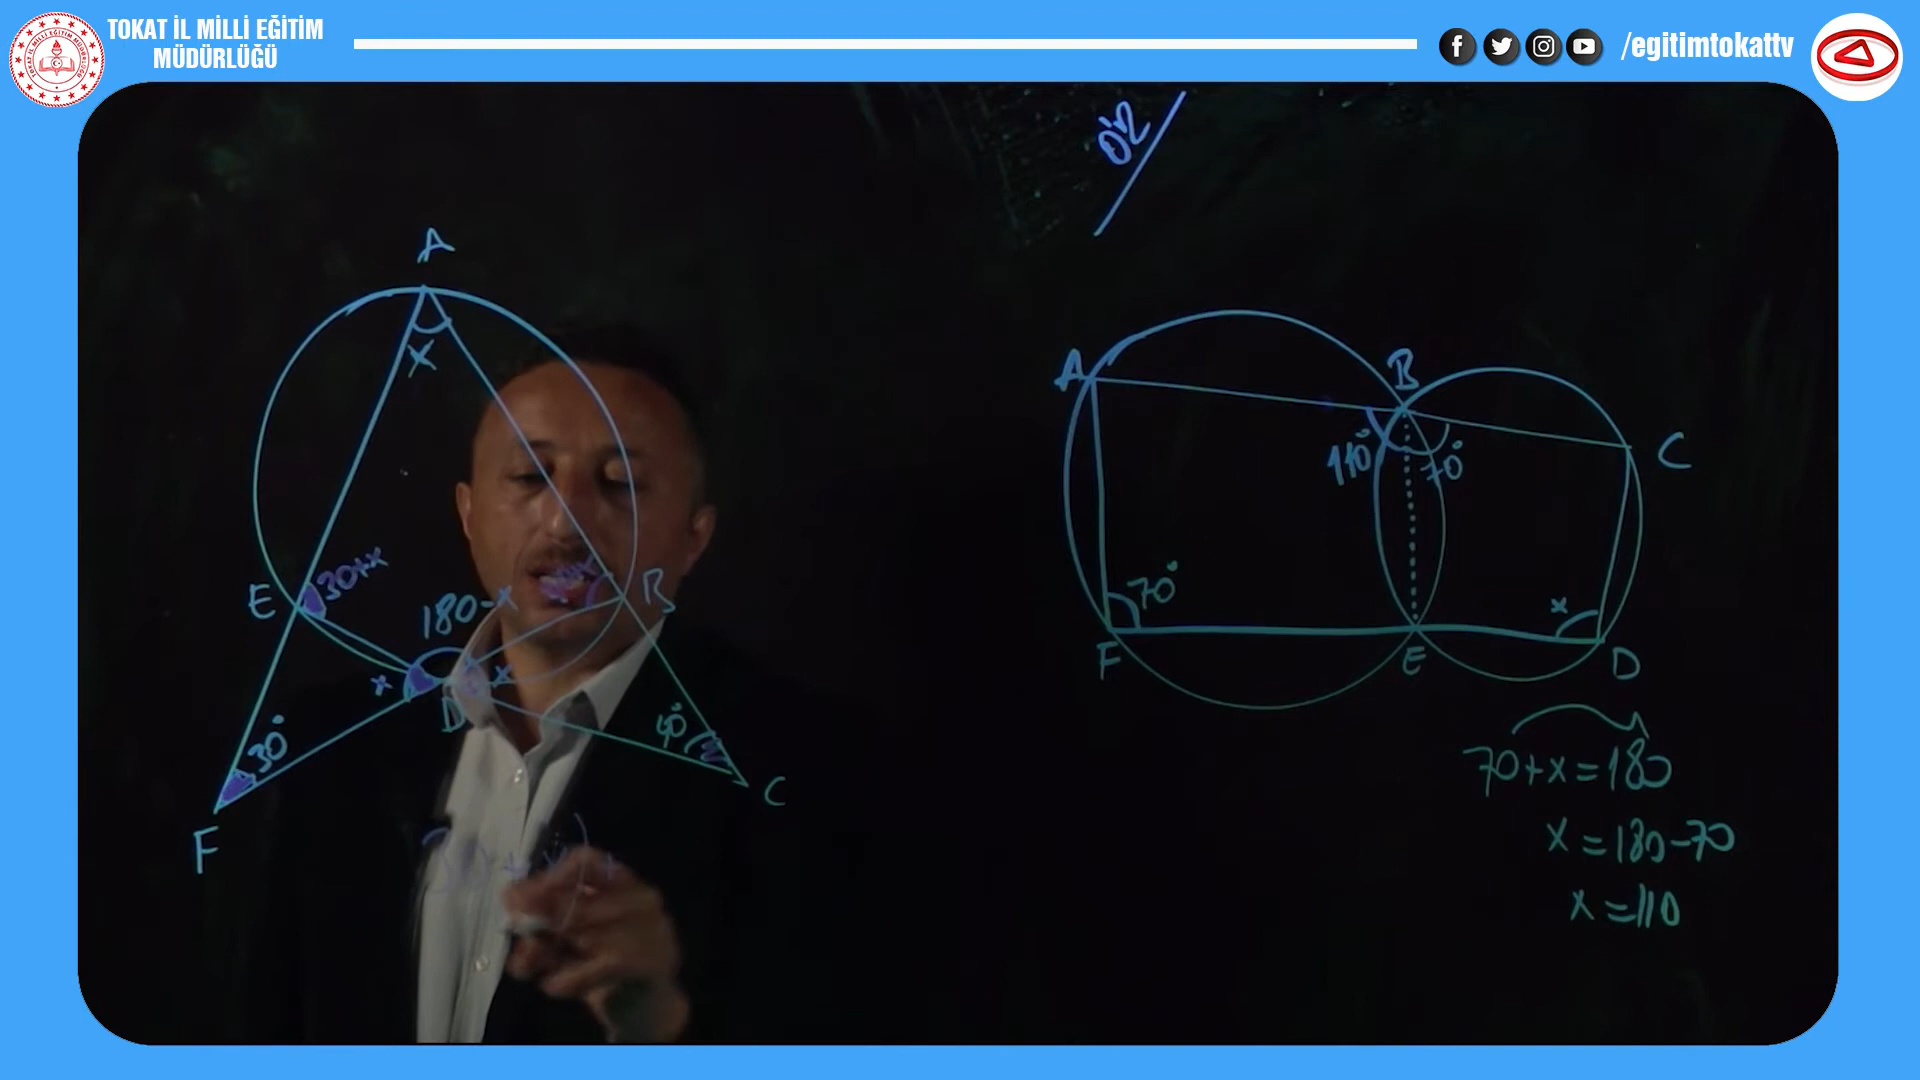 TOKAT İL MİLLİ EĞİTİM
MÜDÜRLÜĞÜ
/egitimtokattv
ÖR
A
X
E
30+x
180-x
B
x
D
x
30°
40°
F
C
A
B
110°
70°
C
70°
x
F
E
D
70+x=180
x=180-70
x=110